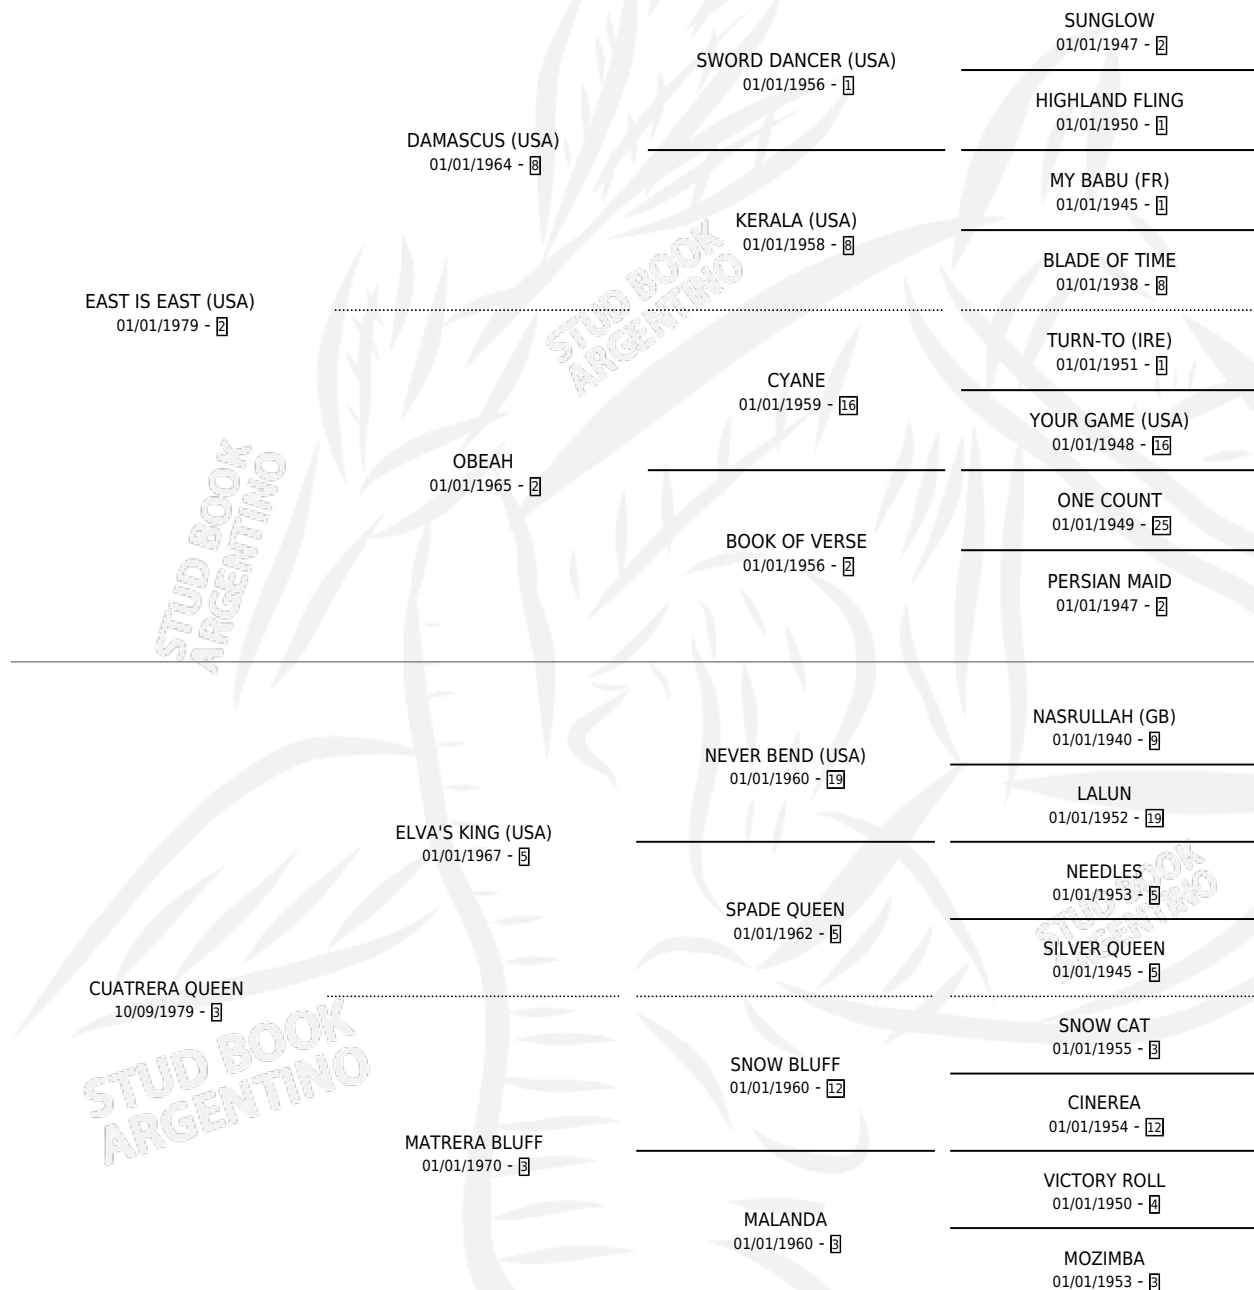 SUNGLOW
01/01/1947 - 2
SWORD DANCER (USA)
01/01/1956 - 1
HIGHLAND FLING
01/01/1950 - 1
DAMASCUS (USA)
01/01/1964 - 8
MY BABU (FR)
01/01/1945 - 1
KERALA (USA)
01/01/1958 - 8
BLADE OF TIME
01/01/1938 - 8
EAST IS EAST (USA)
01/01/1979 - 2
TURN-TO (IRE)
01/01/1951 - 1
CYANE
01/01/1959 - 16
YOUR GAME (USA)
01/01/1948 - 16
OBEAH
01/01/1965 - 2
ONE COUNT
01/01/1949 - 25
BOOK OF VERSE
01/01/1956 - 2
PERSIAN MAID
01/01/1947 - 2
NASRULLAH (GB)
01/01/1940 - 9
NEVER BEND (USA)
01/01/1960 - 19
LALUN
01/01/1952 - 19
ELVA'S KING (USA)
01/01/1967 - 5
NEEDLES
01/01/1953 - 5
SPADE QUEEN
01/01/1962 - 5
SILVER QUEEN
01/01/1945 - 5
CUATRERA QUEEN
10/09/1979 - 3
SNOW CAT
01/01/1955 - 3
SNOW BLUFF
01/01/1960 - 12
CINEREA
01/01/1954 - 12
MATRERA BLUFF
01/01/1970 - 3
VICTORY ROLL
01/01/1950 - 4
MALANDA
01/01/1960 - 3
MOZIMBA
01/01/1953 - 3
STUD BOOK
ARGENTINO
STUD BOOK
ARGENTINO
STUD BOOK
ARGENTINO
STUD BOOK
ARGENTINO